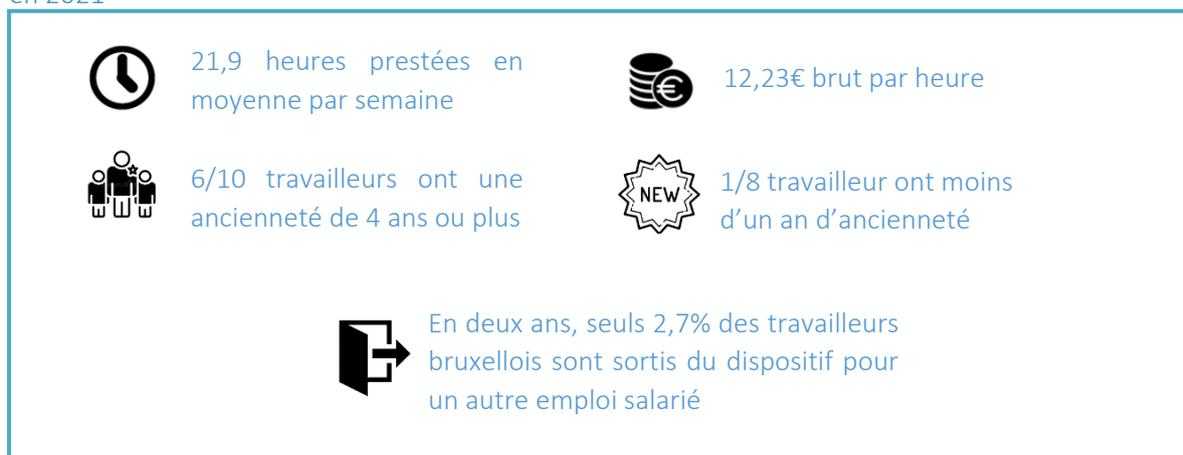 en 2021
21,9 heures prestées en
moyenne par semaine
12,23€ brut par heure
6/10 travailleurs ont une
ancienneté de 4 ans ou plus
NEW
1/8 travailleur ont moins
d’un an d’ancienneté
En deux ans, seuls 2,7% des travailleurs
bruxellois sont sortis du dispositif pour
un autre emploi salarié